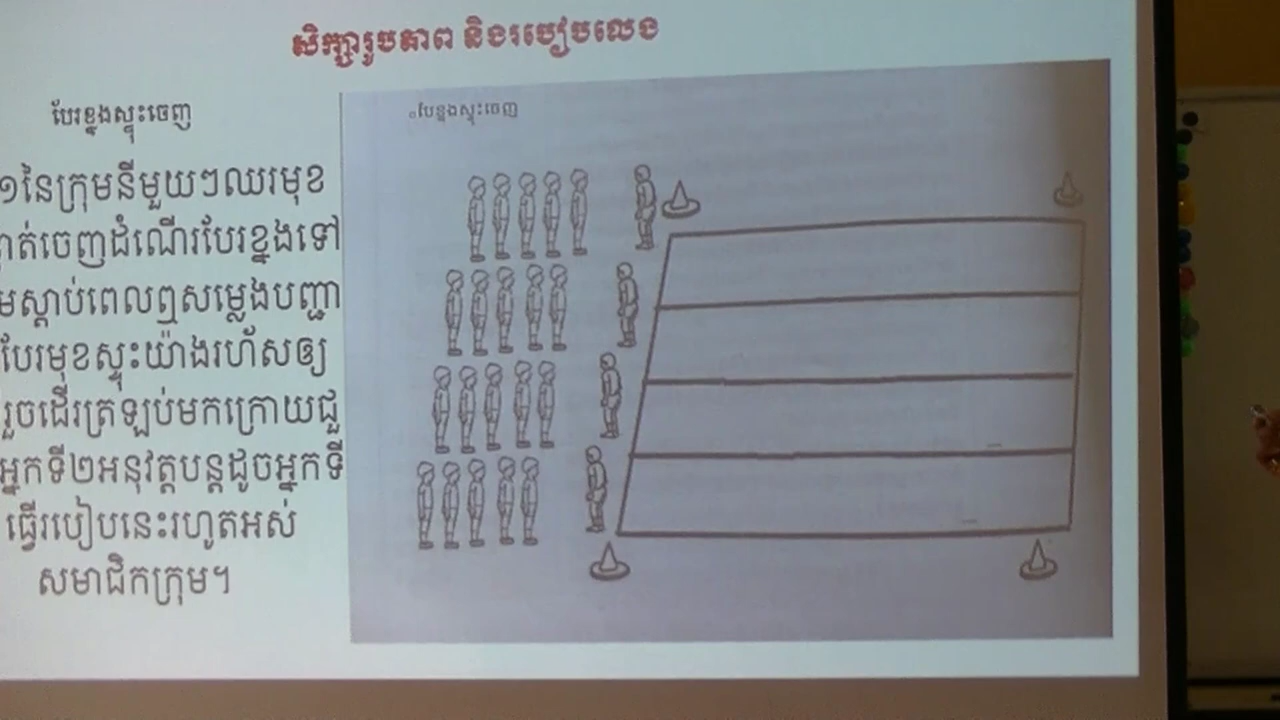 សិក្សារូបភាព និងរបៀបលេង
បែរខ្នងស្ទុះចេញ
១នៃក្រុមនីមួយៗឈរមុខ
ចេញដំណើរបែរខ្នងទៅ
ស្តាប់ពេលឮសម្លេងបញ្ជា
បែរមុខស្ទុះយ៉ាងរហ័សឲ្យ
រួចដើរត្រឡប់មកក្រោយជួ
អ្នកទី២អនុវត្តបន្តដូចអ្នកទី
ធ្វើរបៀបនេះរហូតអស់
សមាជិកក្រុម។
បែខ្នងស្ទុះចេញ